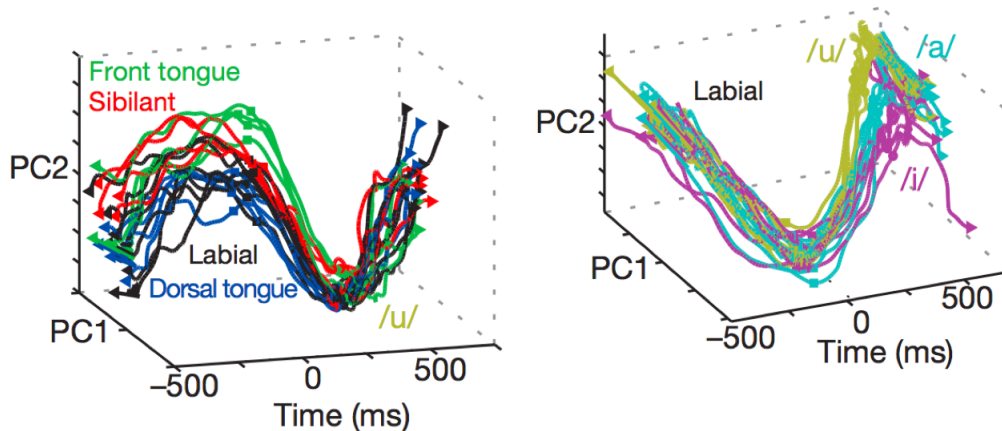 Front tongue
Sibilant
PC2
Labial
Dorsal tongue
/u/
PC1
–500
0
500
Time (ms)
/u/
/a/
Labial
PC2
/i/
PC1
–500
0
500
Time (ms)